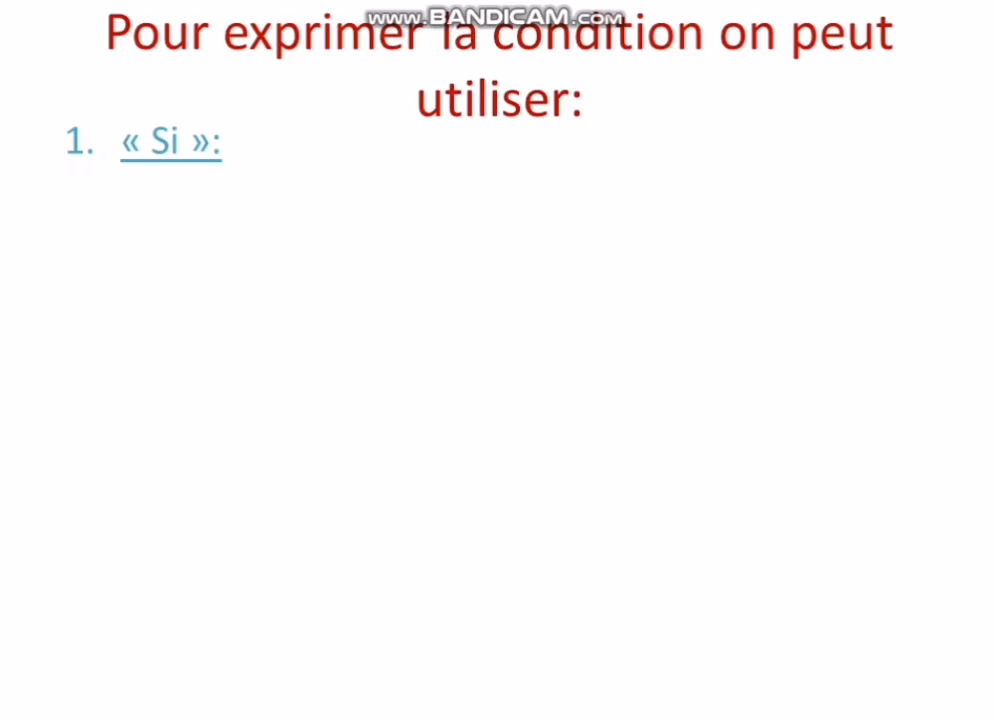 www.BANDICAM.com
Pour exprimer la condition on peut
utiliser:
1. « Si »: